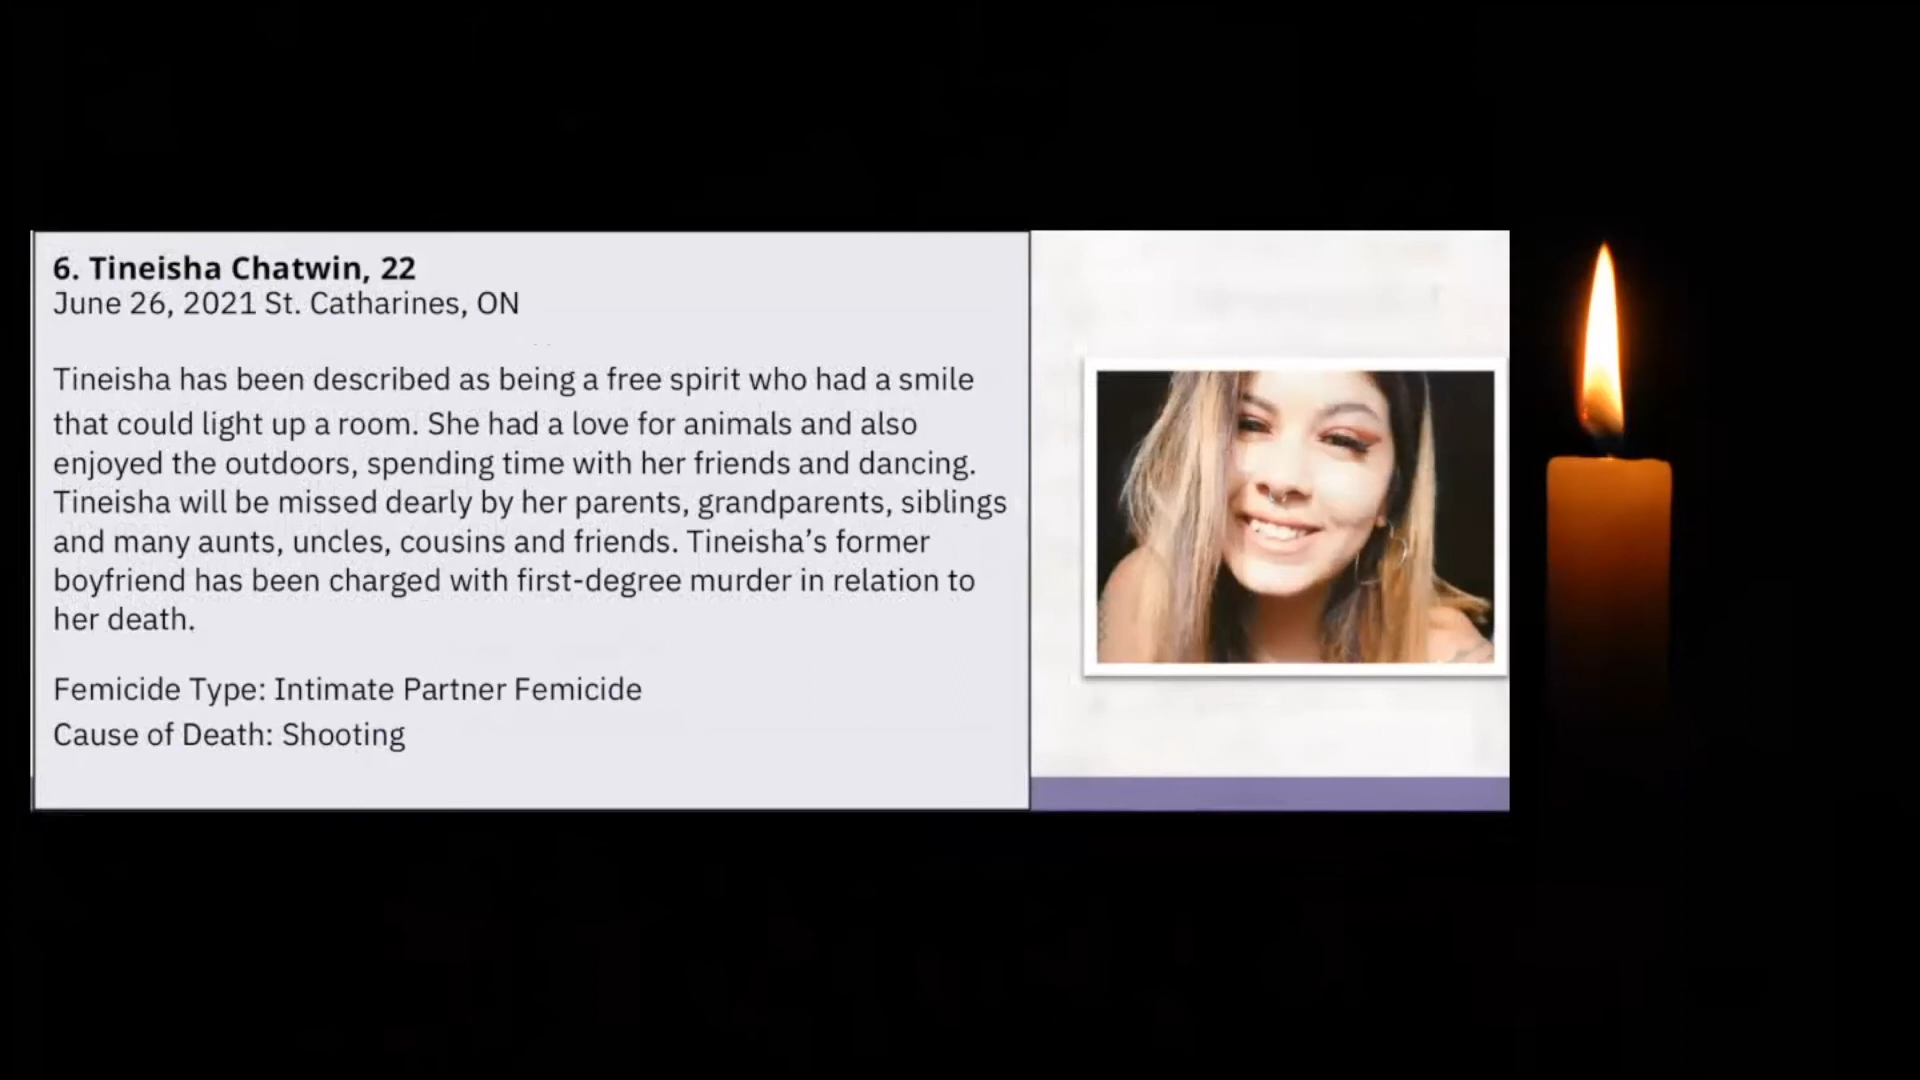 6. Tineisha Chatwin, 22
June 26, 2021 St. Catharines, ON
Tineisha has been described as being a free spirit who had a smile
that could light up a room. She had a love for animals and also
enjoyed the outdoors, spending time with her friends and dancing.
Tineisha will be missed dearly by her parents, grandparents, siblings
and many aunts, uncles, cousins and friends. Tineisha’s former
boyfriend has been charged with first-degree murder in relation to
her death.
Femicide Type: Intimate Partner Femicide
Cause of Death: Shooting